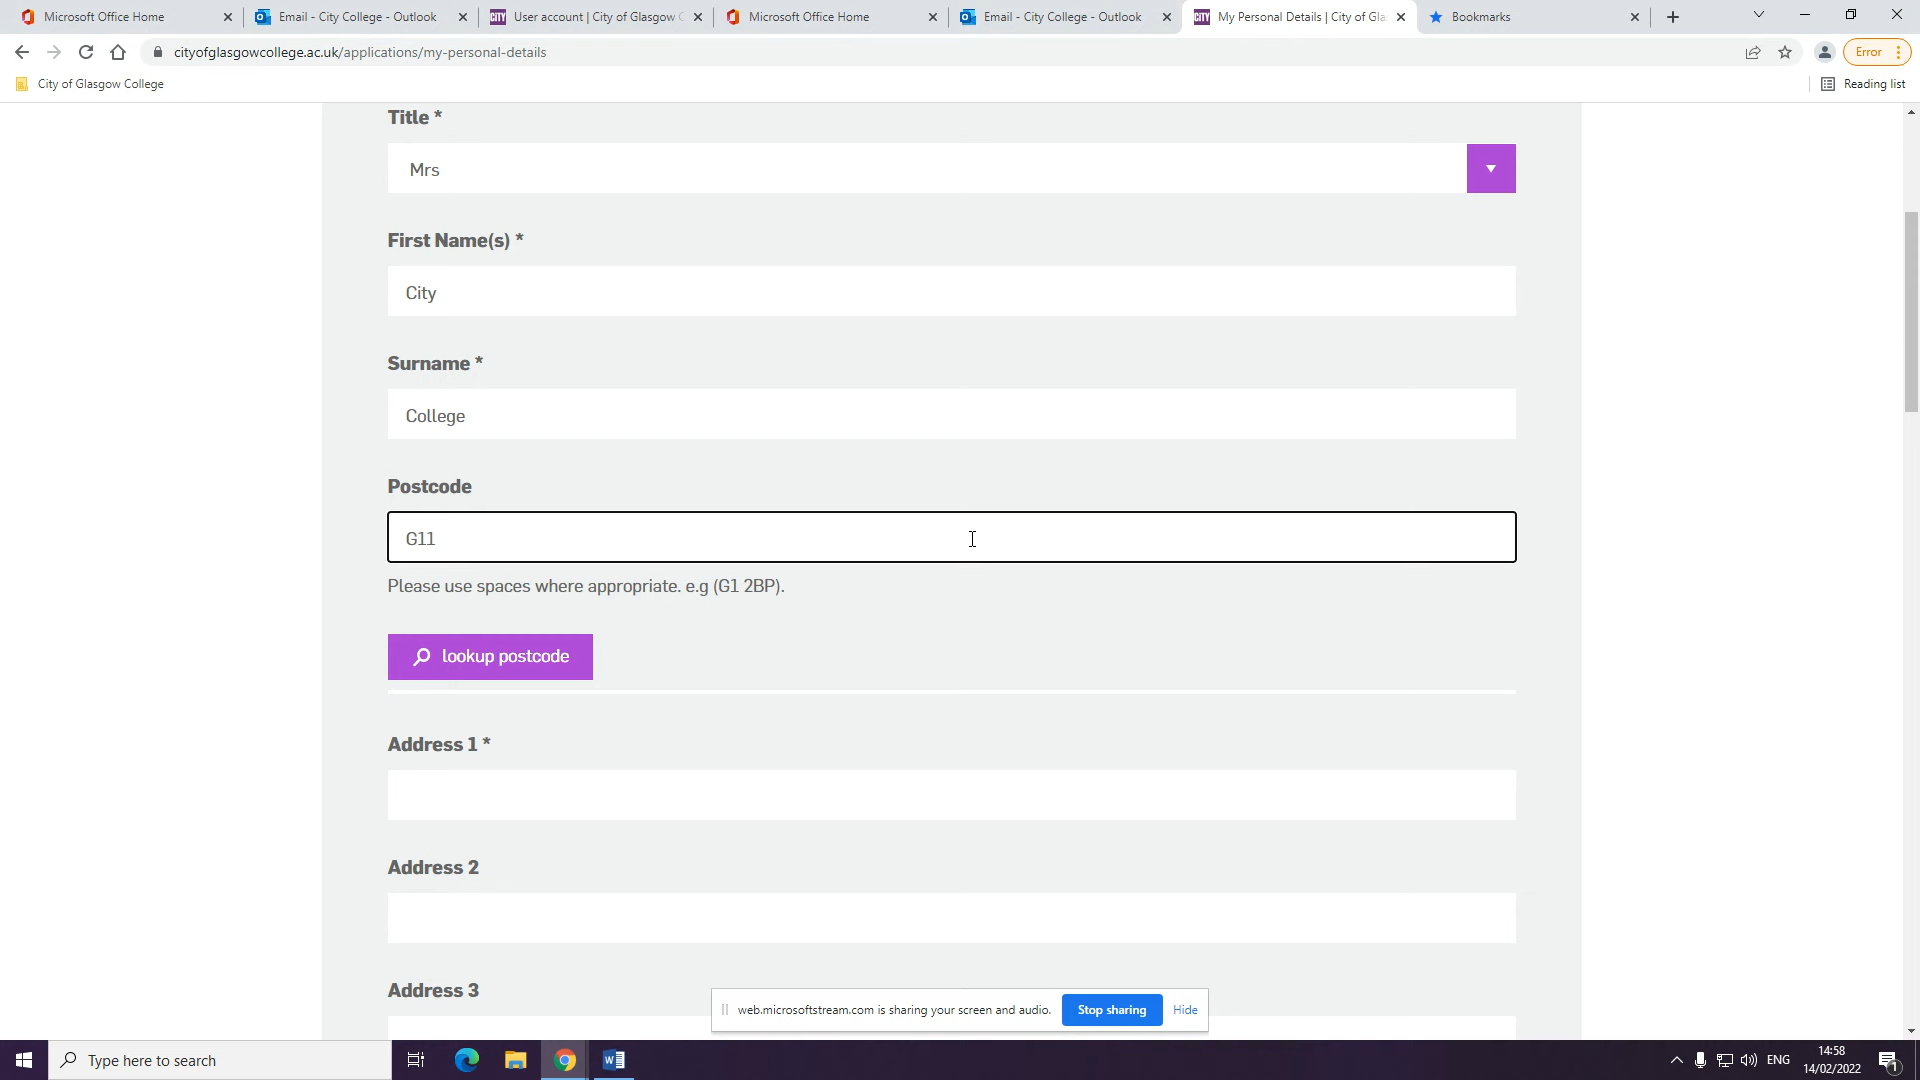 Microsoft Office Home
Email - City College - Outlook
CITY User account | City of Glasgow C
Microsoft Office Home
Email - City College - Outlook
CITY My Personal Details | City of Gla
Bookmarks
cityofglasgowcollege.ac.uk/applications/my-personal-details
Error
City of Glasgow College
Reading list
Title *
Mrs
First Name(s) *
City
Surname *
College
Postcode
G11
Please use spaces where appropriate. e.g (G1 2BP).
lookup postcode
Address 1 *
Address 2
Address 3
web.microsoftstream.com is sharing your screen and audio.
Stop sharing
Hide
Type here to search
ENG
14:58
14/02/2022
1